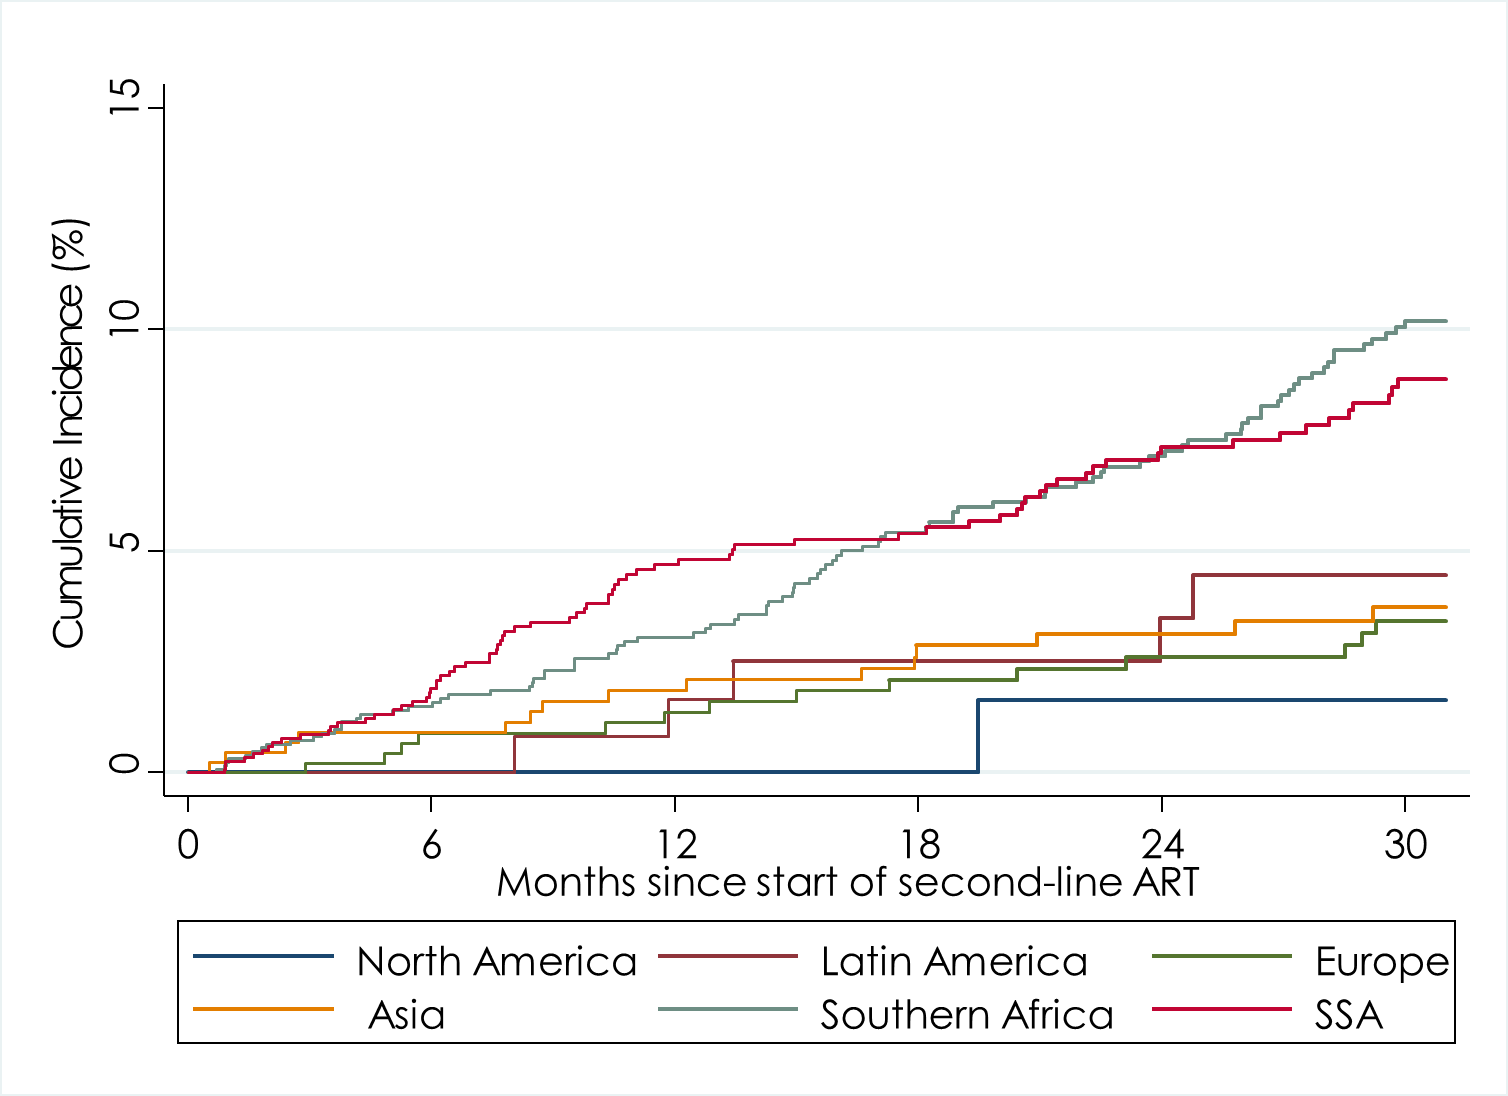 15
10
5
0
Cumulative Incidence (%)
0 6 12 18 24 30
Months since start of second-line ART
North America Latin America Europe
Asia Southern Africa SSA